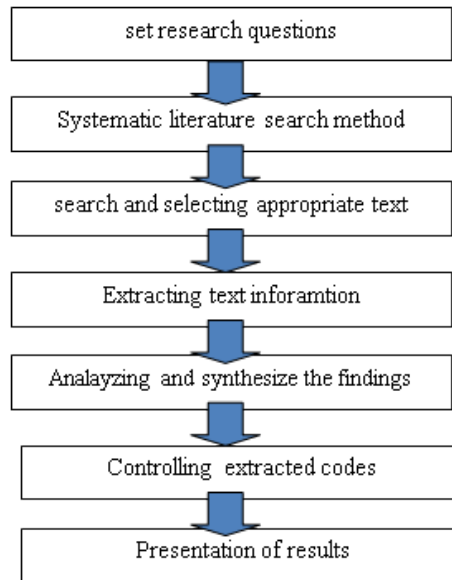 set research questions
Systematic literature search method
search and selecting appropriate text
Extracting text inforamtion
Analayzing and synthesize the findings
Controlling extracted codes
Presentation of results